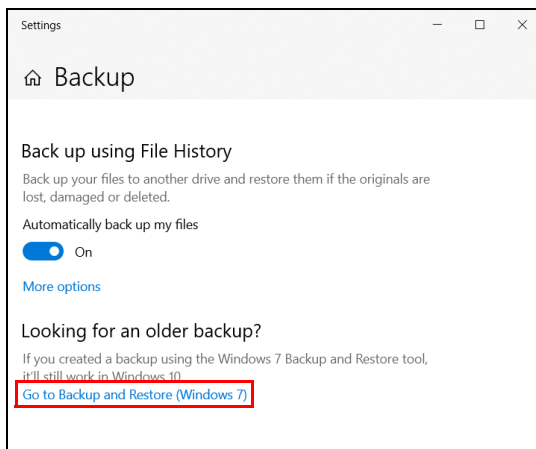 Settings
Backup
Back up using File History
Back up your files to another drive and restore them if the originals are
lost, damaged or deleted.
Automatically back up my files
On
More options
Looking for an older backup?
If you created a backup using the Windows 7 Backup and Restore tool,
it'll still work in Windows 10.
Go to Backup and Restore (Windows 7)